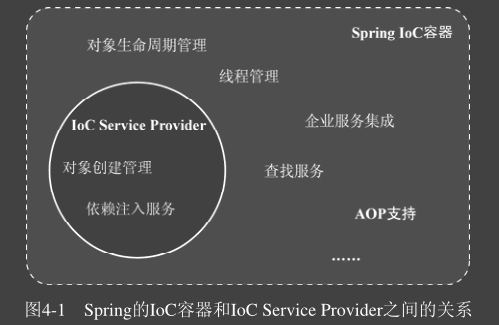 Spring IoC容器
对象生命周期管理
线程管理
IoC Service Provider
企业服务集成
对象创建管理
查找服务
依赖注入服务
AOP支持
……
图4-1 Spring的IoC容器和IoC Service Provider之间的关系